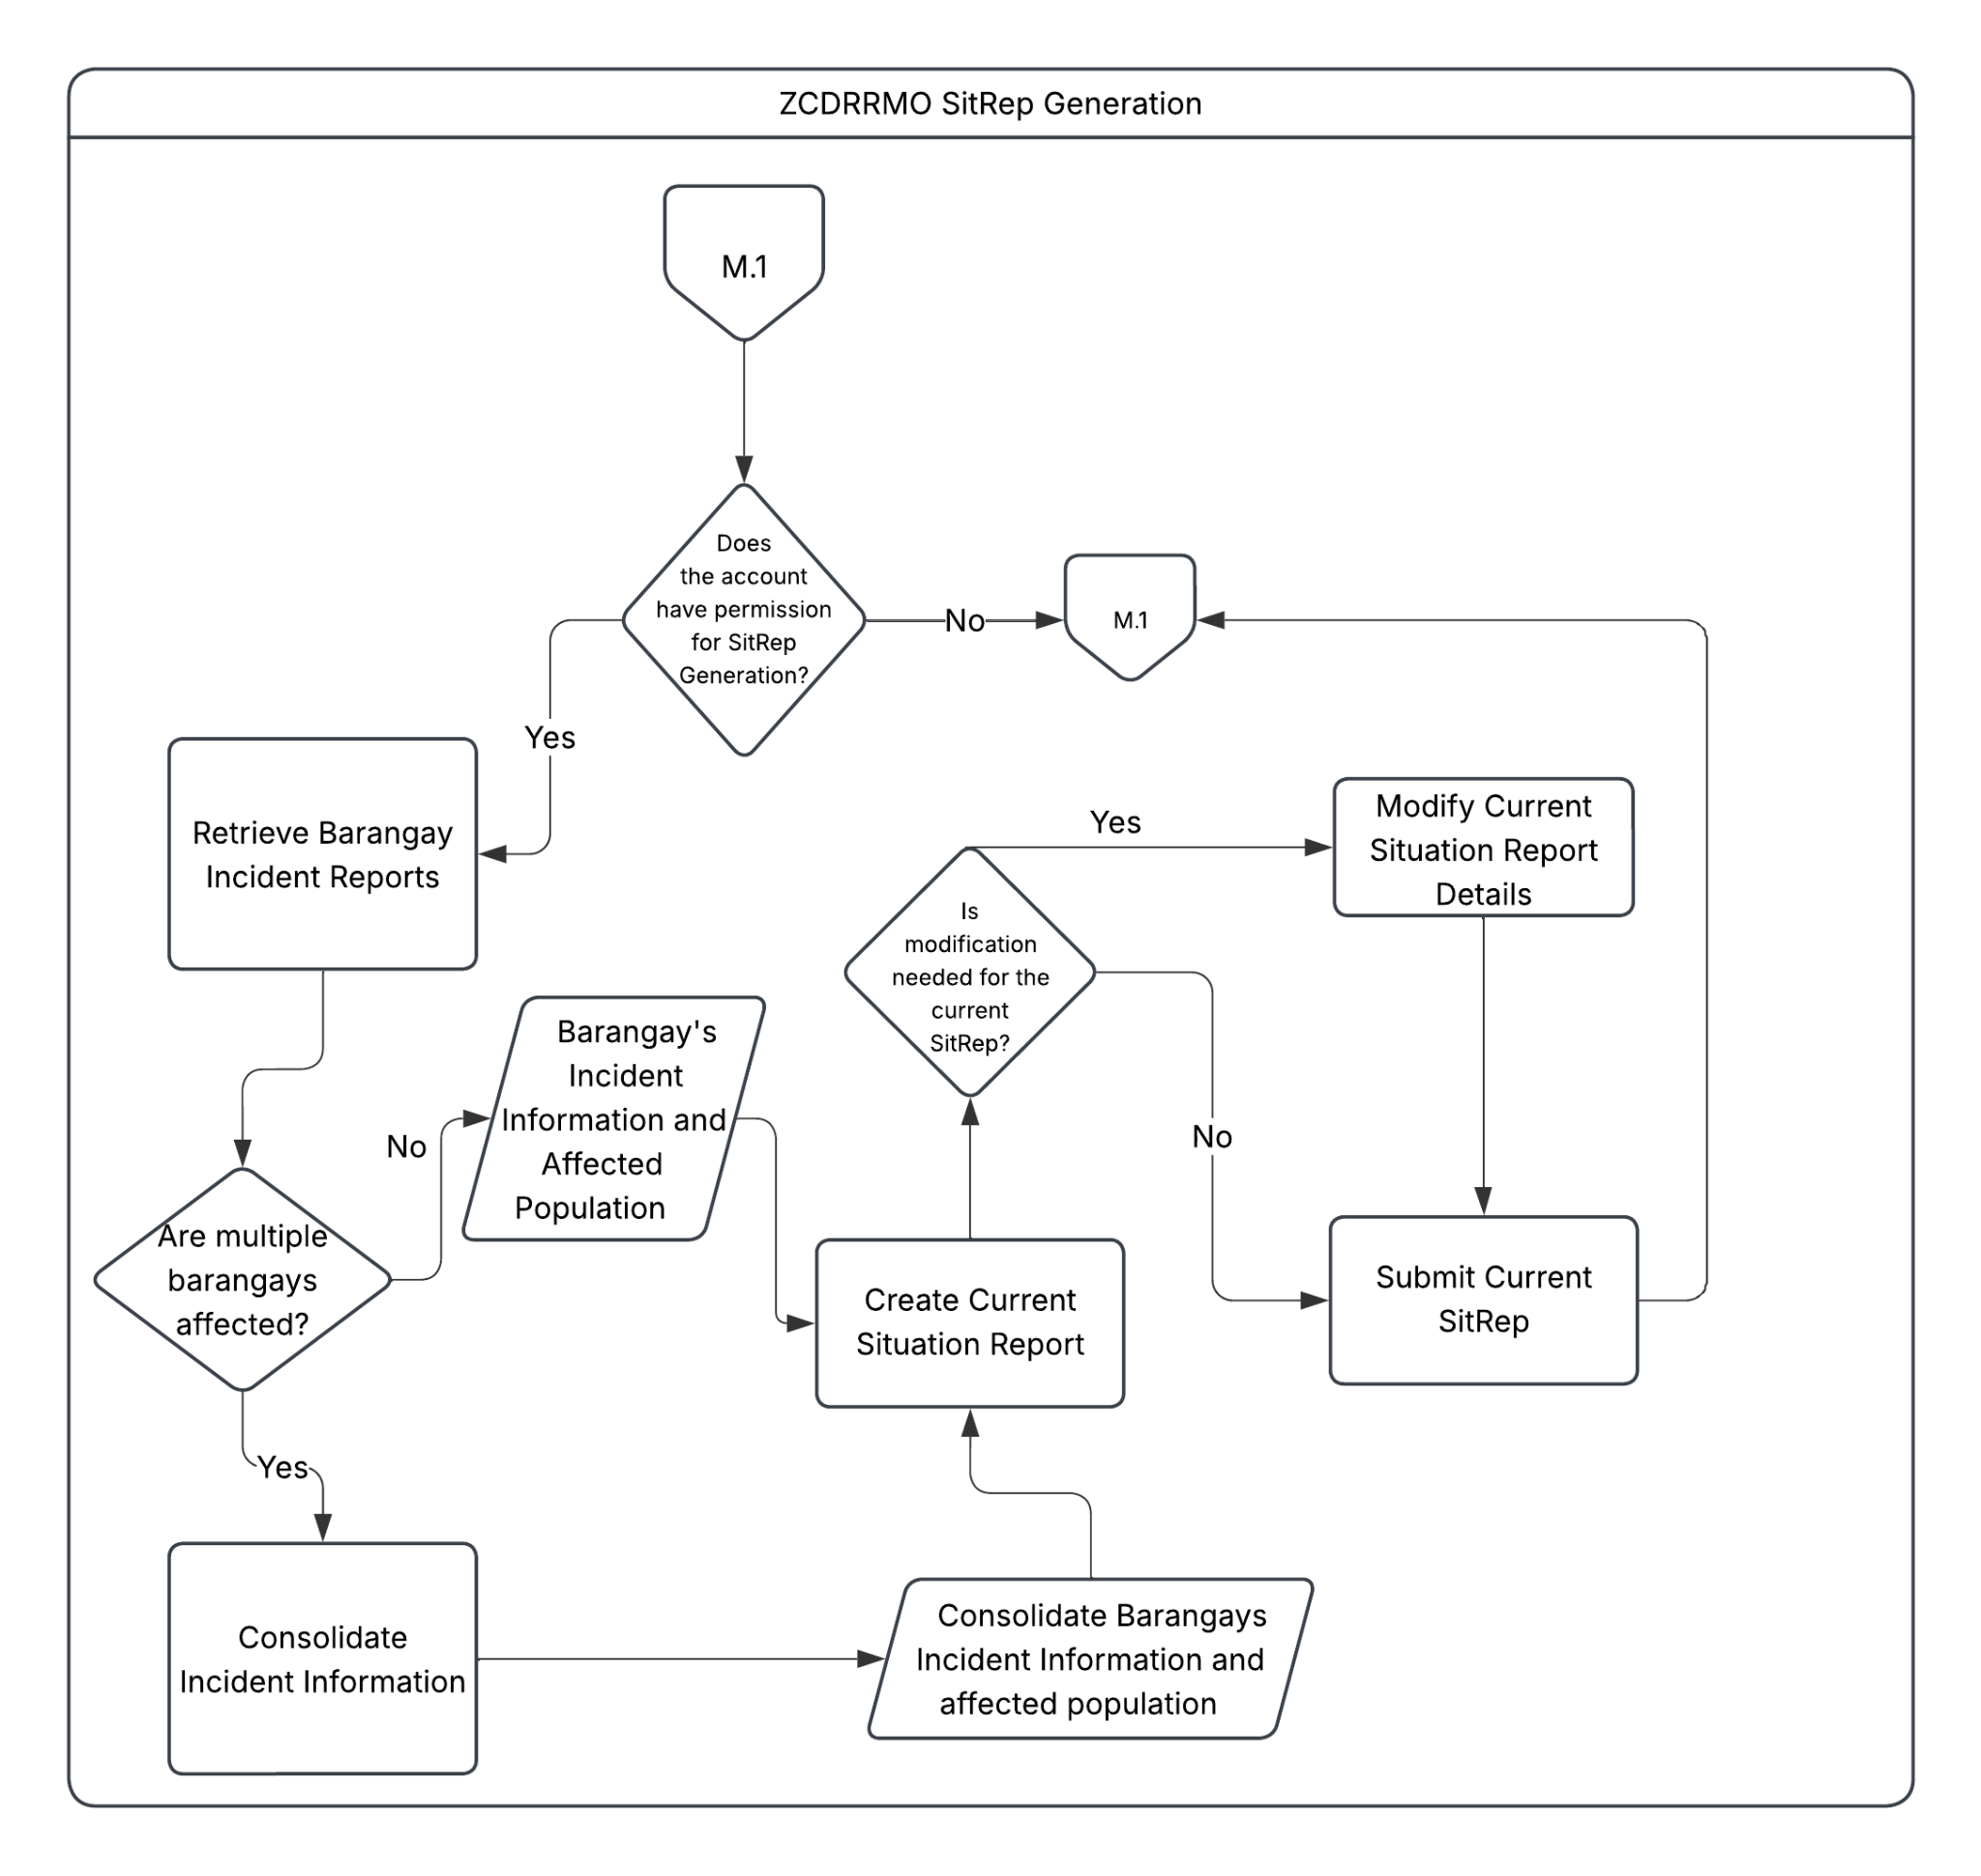 ZCDRRMO SitRep Generation
M.1
Does
the account
have permission
for SitRep
Generation?
No
M.1
Yes
Retrieve Barangay
Incident Reports
Yes
Modify Current
Situation Report
Details
Is
modification
needed for the
current
SitRep?
Barangay's
Incident
Information and
Affected
Population
No
No
Are multiple
barangays
affected?
Create Current
Situation Report
Submit Current
SitRep
Yes
Consolidate
Incident Information
Consolidate Barangays
Incident Information and
affected population